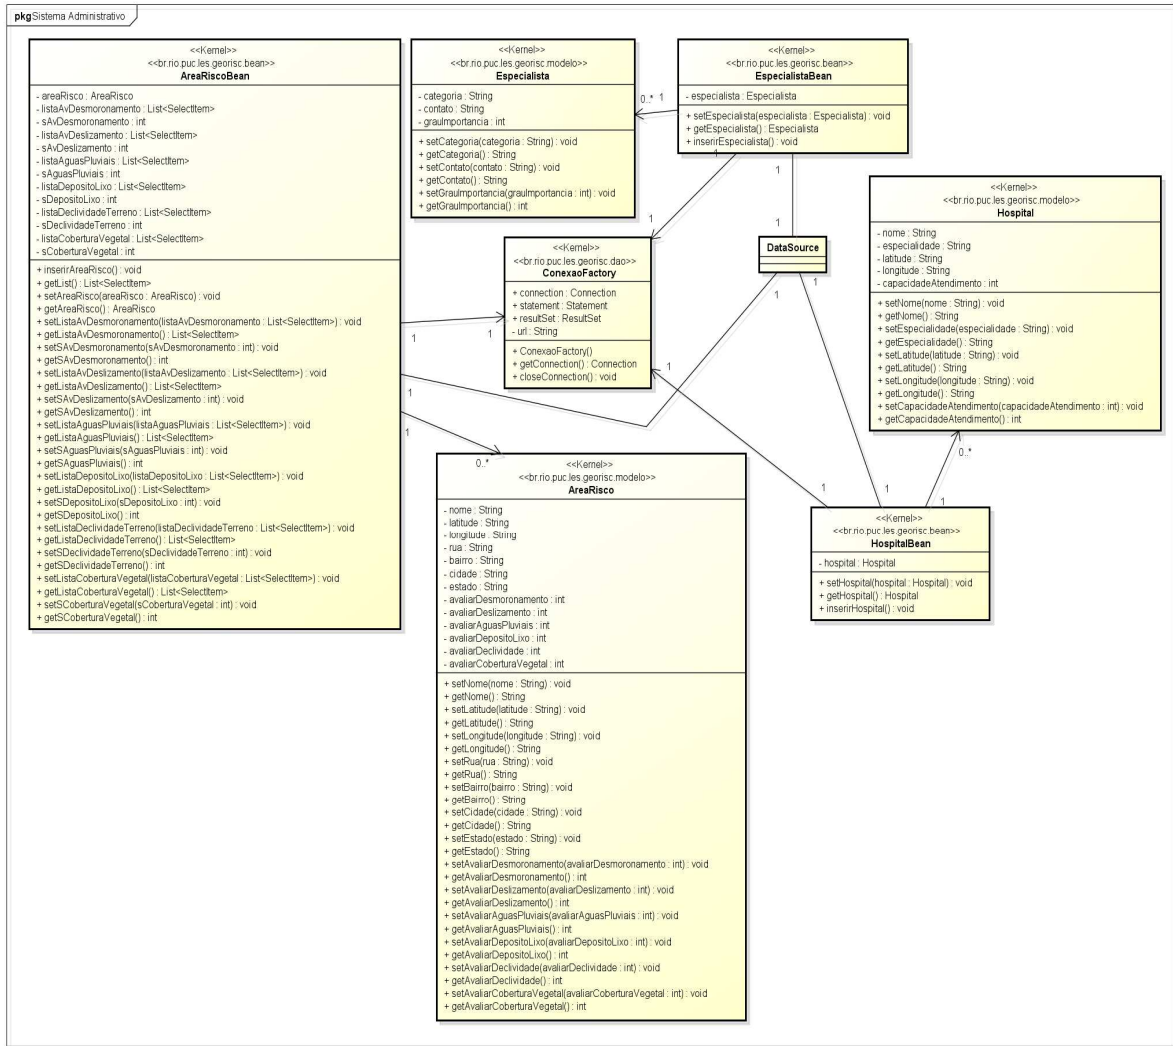 pkg Sistema Administrativo
<<Kernel>>
<<br.rio.puc.les.georisc.bean>>
AreaRiscoBean
- areaRisco : AreaRisco
- listaAvDesmoronamento : List<SelectItem>
- sAvDesmoronamento : int
- listaAvDeslizamento : List<SelectItem>
- sAvDeslizamento : int
- listaAguasPluviais : List<SelectItem>
- sAguasPluviais : int
- listaDepositoLixo : List<SelectItem>
- sDepositoLixo : int
- listaDeclividadeTerreno : List<SelectItem>
- sDeclividadeTerreno : int
- listaCoberturaVegetal : List<SelectItem>
- sCoberturaVegetal : int
+ inserirAreaRisco() : void
+ getList() : List<SelectItem>
+ setAreaRisco(areaRisco : AreaRisco) : void
+ getAreaRisco() : AreaRisco
+ setListaAvDesmoronamento(listaAvDesmoronamento : List<SelectItem>) : void
+ getListaAvDesmoronamento() : List<SelectItem>
+ setSAvDesmoronamento(sAvDesmoronamento : int) : void
+ getSAvDesmoronamento() : int
+ setListaAvDeslizamento(listaAvDeslizamento : List<SelectItem>) : void
+ getListaAvDeslizamento() : List<SelectItem>
+ setSAvDeslizamento(sAvDeslizamento : int) : void
+ getSAvDeslizamento() : int
+ setListaAguasPluviais(listaAguasPluviais : List<SelectItem>) : void
+ getListaAguasPluviais() : List<SelectItem>
+ setSAguasPluviais(sAguasPluviais : int) : void
+ getSAguasPluviais() : int
+ setListaDepositoLixo(listaDepositoLixo : List<SelectItem>) : void
+ getListaDepositoLixo() : List<SelectItem>
+ setSDepositoLixo(sDepositoLixo : int) : void
+ getSDepositoLixo() : int
+ setListaDeclividadeTerreno(listaDeclividadeTerreno : List<SelectItem>) : void
+ getListaDeclividadeTerreno() : List<SelectItem>
+ setSDeclividadeTerreno(sDeclividadeTerreno : int) : void
+ getSDeclividadeTerreno() : int
+ setListaCoberturaVegetal(listaCoberturaVegetal : List<SelectItem>) : void
+ getListaCoberturaVegetal() : List<SelectItem>
+ setSCoberturaVegetal(sCoberturaVegetal : int) : void
+ getSCoberturaVegetal() : int
<<Kernel>>
<<br.rio.puc.les.georisc.modelo>>
Especialista
- categoria : String
- contato : String
- grauImportancia : int
+ setCategoria(categoria : String) : void
+ getCategoria() : String
+ setContato(contato : String) : void
+ getContato() : String
+ setGrauImportancia(grauImportancia : int) : void
+ getGrauImportancia() : int
0..*
1
<<Kernel>>
<<br.rio.puc.les.georisc.bean>>
EspecialistaBean
- especialista : Especialista
+ setEspecialista(especialista : Especialista) : void
+ getEspecialista() : Especialista
+ inserirEspecialista() : void
1
1
1
<<Kernel>>
<<br.rio.puc.les.georisc.dao>>
ConexaoFactory
+ connection : Connection
+ statement : Statement
+ resultSet : ResultSet
- url : String
+ ConexaoFactory()
+ getConnection() : Connection
+ closeConnection() : void
1
1
1
1
1
0..*
1
DataSource
1
1
<<Kernel>>
<<br.rio.puc.les.georisc.modelo>>
Hospital
- nome : String
- especialidade : String
- latitude : String
- longitude : String
- capacidadeAtendimento : int
+ setNome(nome : String) : void
+ getNome() : String
+ setEspecialidade(especialidade : String) : void
+ getEspecialidade() : String
+ setLatitude(latitude : String) : void
+ getLatitude() : String
+ setLongitude(longitude : String) : void
+ getLongitude() : String
+ setCapacidadeAtendimento(capacidadeAtendimento : int) : void
+ getCapacidadeAtendimento() : int
0..*
1
1
1
<<Kernel>>
<<br.rio.puc.les.georisc.bean>>
HospitalBean
- hospital : Hospital
+ setHospital(hospital : Hospital) : void
+ getHospital() : Hospital
+ inserirHospital() : void
<<Kernel>>
<<br.rio.puc.les.georisc.modelo>>
AreaRisco
- nome : String
- latitude : String
- longitude : String
- rua : String
- bairro : String
- cidade : String
- estado : String
- avaliarDesmoronamento : int
- avaliarDeslizamento : int
- avaliarAguasPluviais : int
- avaliarDepositoLixo : int
- avaliarDeclividade : int
- avaliarCoberturaVegetal : int
+ setNome(nome : String) : void
+ getNome() : String
+ setLatitude(latitude : String) : void
+ getLatitude() : String
+ setLongitude(longitude : String) : void
+ getLongitude() : String
+ setRua(rua : String) : void
+ getRua() : String
+ setBairro(bairro : String) : void
+ getBairro() : String
+ setCidade(cidade : String) : void
+ getCidade() : String
+ setEstado(estado : String) : void
+ getEstado() : String
+ setAvaliarDesmoronamento(avaliarDesmoronamento : int) : void
+ getAvaliarDesmoronamento() : int
+ setAvaliarDeslizamento(avaliarDeslizamento : int) : void
+ getAvaliarDeslizamento() : int
+ setAvaliarAguasPluviais(avaliarAguasPluviais : int) : void
+ getAvaliarAguasPluviais() : int
+ setAvaliarDepositoLixo(avaliarDepositoLixo : int) : void
+ getAvaliarDepositoLixo() : int
+ setAvaliarDeclividade(avaliarDeclividade : int) : void
+ getAvaliarDeclividade() : int
+ setAvaliarCoberturaVegetal(avaliarCoberturaVegetal : int) : void
+ getAvaliarCoberturaVegetal() : int